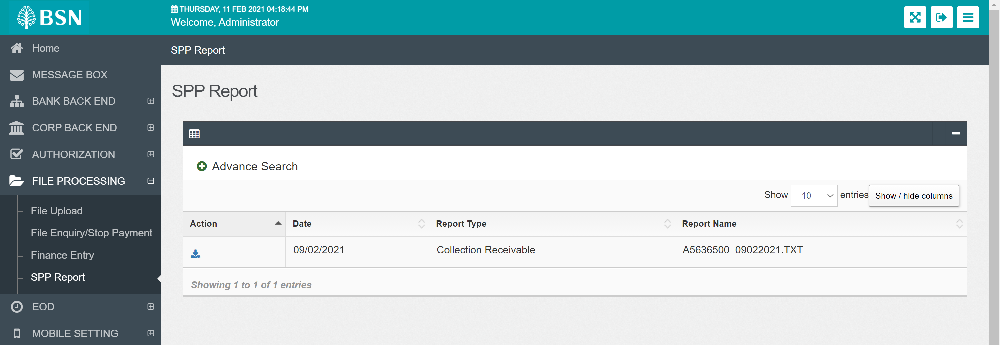 BSN
THURSDAY, 11 FEB 2021 04:18:44 PM
Welcome, Administrator
Home
MESSAGE BOX
BANK BACK END
CORP BACK END
AUTHORIZATION
FILE PROCESSING
File Upload
File Enquiry/Stop Payment
Finance Entry
SPP Report
EOD
MOBILE SETTING
SPP Report
SPP Report
Advance Search
Show 10 entries Show / hide columns
Action Date Report Type Report Name
09/02/2021 Collection Receivable A5636500_09022021.TXT
Showing 1 to 1 of 1 entries